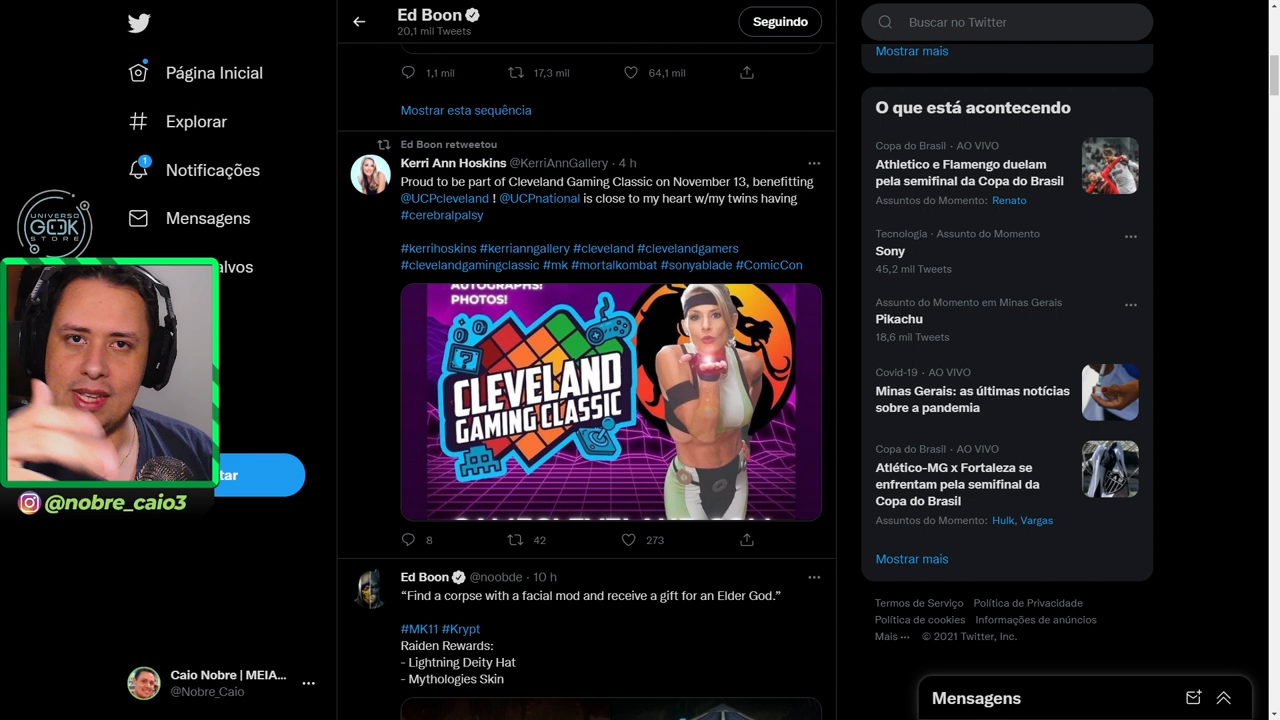 Página Inicial
Explorar
1
Notificações
Mensagens
alvos
tar
UNIVERSO
GEEK
STORE
@nobre_caio3
Caio Nobre | MEIA...
@Nobre_Caio
Ed Boon
20,1 mil Tweets
Seguindo
1,1 mil
17,3 mil
64,1 mil
Mostrar esta sequência
Ed Boon retweetou
Kerri Ann Hoskins @KerriAnnGallery · 4 h
Proud to be part of Cleveland Gaming Classic on November 13, benefitting
@UCPcleveland ! @UCPnational is close to my heart w/my twins having
#cerebralpalsy
#kerrihoskins #kerrianngallery #cleveland #clevelandgamers
#clevelandgamingclassic #mk #mortalkombat #sonyablade #ComicCon
AUTOGRAPHS!
PHOTOS!
CLEVELAND
GAMING CLASSIC
8
42
273
Ed Boon @noobde · 10 h
“Find a corpse with a facial mod and receive a gift for an Elder God.”
#MK11 #Krypt
Raiden Rewards:
- Lightning Deity Hat
- Mythologies Skin
Buscar no Twitter
Mostrar mais
O que está acontecendo
Copa do Brasil · AO VIVO
Athletico e Flamengo duelam
pela semifinal da Copa do Brasil
Assuntos do Momento: Renato
Tecnologia · Assunto do Momento
Sony
45,2 mil Tweets
Assunto do Momento em Minas Gerais
Pikachu
18,6 mil Tweets
Covid-19 · AO VIVO
Minas Gerais: as últimas notícias
sobre a pandemia
Copa do Brasil · AO VIVO
Atlético-MG x Fortaleza se
enfrentam pela semifinal da
Copa do Brasil
Assuntos do Momento: Hulk, Vargas
Mostrar mais
Termos de Serviço Política de Privacidade
Política de cookies Informações de anúncios
Mais ··· © 2021 Twitter, Inc.
Mensagens